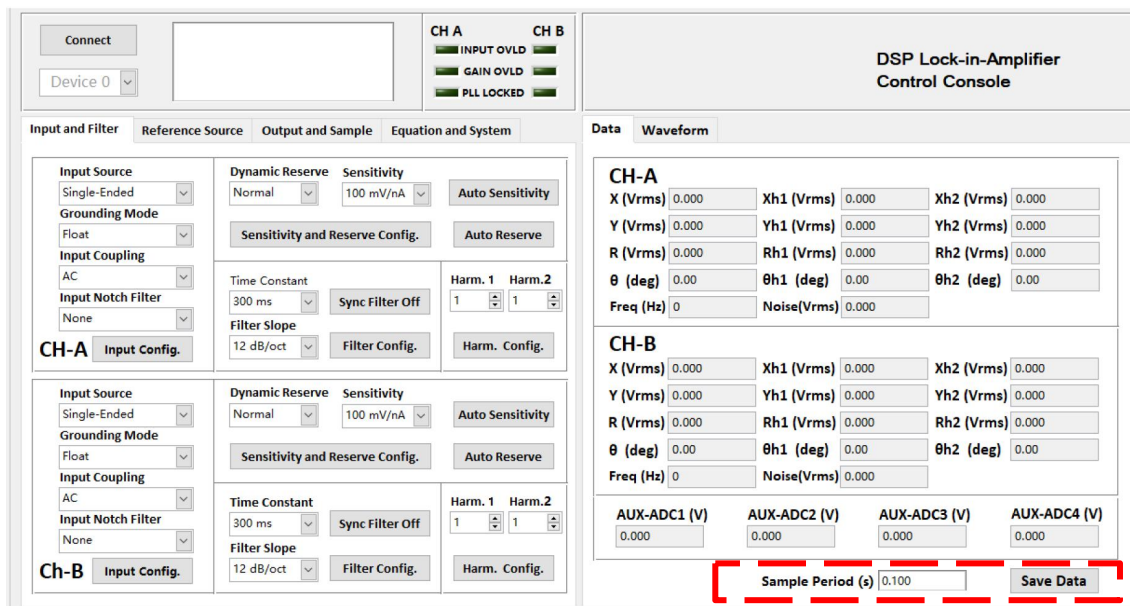 Connect
Device 0
CH A CH B
INPUT OVLD
GAIN OVLD
PLL LOCKED
DSP Lock-in-Amplifier
Control Console
Input and Filter Reference Source Output and Sample Equation and System
Input Source
Single-Ended
Grounding Mode
Float
Input Coupling
AC
Input Notch Filter
None
CH-A Input Config.
Dynamic Reserve Sensitivity
Normal 100 mV/nA Auto Sensitivity
Sensitivity and Reserve Config. Auto Reserve
Time Constant
300 ms Sync Filter Off
Filter Slope
12 dB/oct Filter Config.
Harm. 1 Harm.2
1 1
Harm. Config.
Input Source
Single-Ended
Grounding Mode
Float
Input Coupling
AC
Input Notch Filter
None
Ch-B Input Config.
Dynamic Reserve Sensitivity
Normal 100 mV/nA Auto Sensitivity
Sensitivity and Reserve Config. Auto Reserve
Time Constant
300 ms Sync Filter Off
Filter Slope
12 dB/oct Filter Config.
Harm. 1 Harm.2
1 1
Harm. Config.
Data Waveform
CH-A
X (Vrms) 0.000 Xh1 (Vrms) 0.000 Xh2 (Vrms) 0.000
Y (Vrms) 0.000 Yh1 (Vrms) 0.000 Yh2 (Vrms) 0.000
R (Vrms) 0.000 Rh1 (Vrms) 0.000 Rh2 (Vrms) 0.000
θ (deg) 0.00 θh1 (deg) 0.00 θh2 (deg) 0.00
Freq (Hz) 0 Noise(Vrms) 0.000
CH-B
X (Vrms) 0.000 Xh1 (Vrms) 0.000 Xh2 (Vrms) 0.000
Y (Vrms) 0.000 Yh1 (Vrms) 0.000 Yh2 (Vrms) 0.000
R (Vrms) 0.000 Rh1 (Vrms) 0.000 Rh2 (Vrms) 0.000
θ (deg) 0.00 θh1 (deg) 0.00 θh2 (deg) 0.00
Freq (Hz) 0 Noise(Vrms) 0.000
AUX-ADC1 (V) AUX-ADC2 (V) AUX-ADC3 (V) AUX-ADC4 (V)
0.000 0.000 0.000 0.000
Sample Period (s) 0.100 Save Data